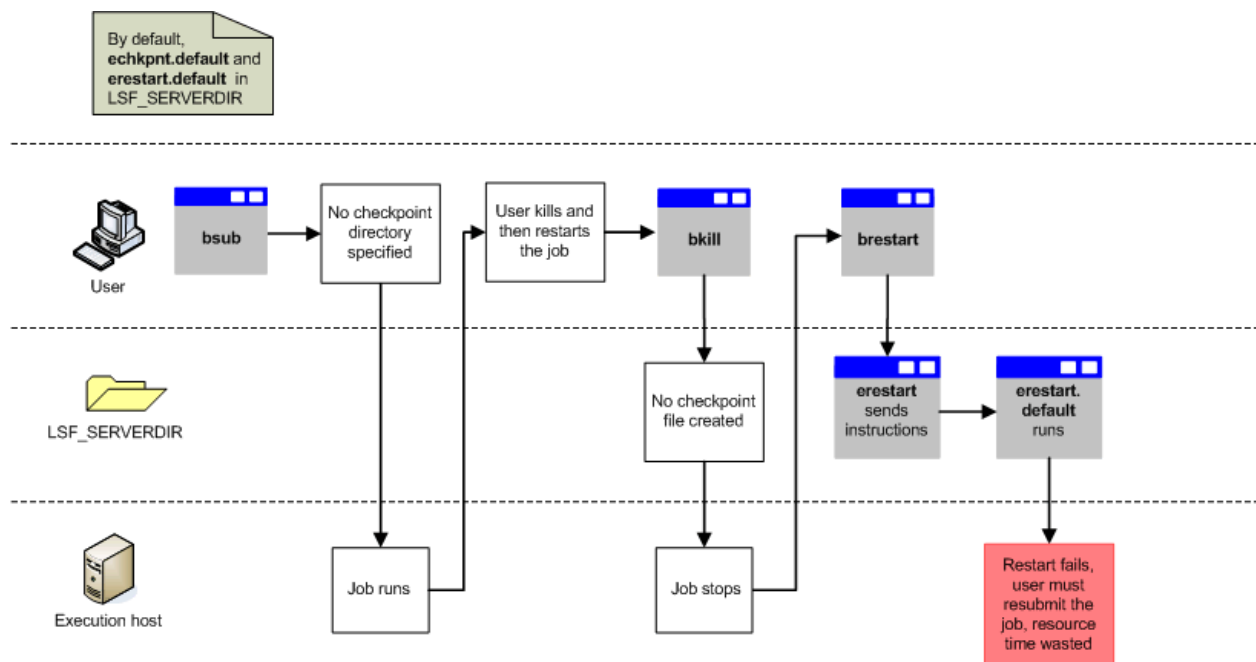 By default,
echkpnt.default and
erestart.default in
LSF_SERVERDIR
User
bsub
No checkpoint
directory
specified
User kills and
then restarts
the job
bkill
brestart
LSF_SERVERDIR
No checkpoint
file created
erestart
sends
instructions
erestart.
default
runs
Execution host
Job runs
Job stops
Restart fails,
user must
resubmit the
job, resource
time wasted